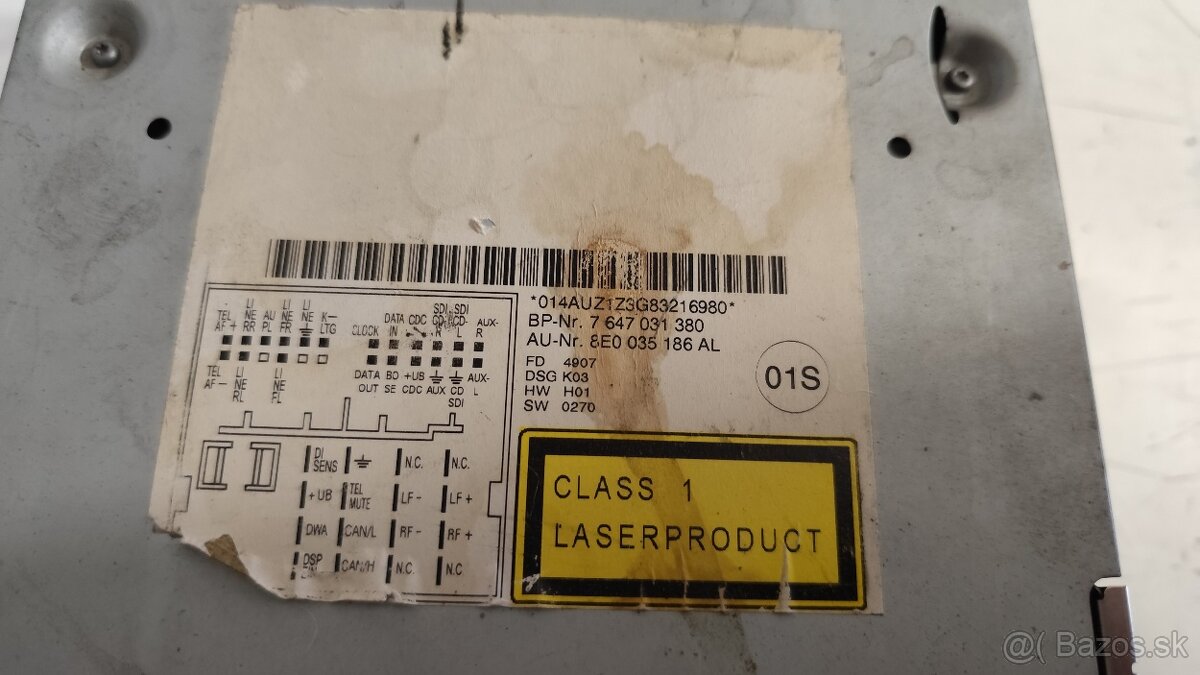 *014AUZ1Z3G83216980*
BP-Nr. 7 647 031 380
AU-Nr. 8E0 035 186 AL
FD 4907
DSG K03
HW H01
SW 0270
01S
LI LI LI SDI SDI
TEL NE AU NE NE K- DATA CDC CD- CD- AUX-
AF+ RR PL FR LTG CLOCK IN R L R
TEL LI LI DATA BO +UB AUX-
AF- NE NE OUT SE CDC AUX CD L
RL FL SDI
DI SENS N.C. N.C.
+UB TEL MUTE LF- LF+
DWA CAN/L RF- RF+
DSP CAN/H N.C. N.C
CLASS 1
LASERPRODUCT
@ Bazos.sk